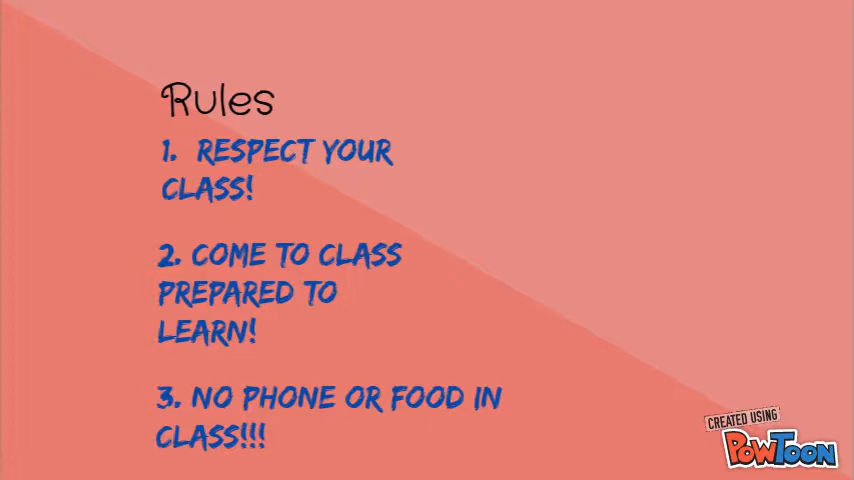 Rules
1. RESPECT YOUR
CLASS!
2. COME TO CLASS
PREPARED TO
LEARN!
3. NO PHONE OR FOOD IN
CLASS!!!
CREATED USING
POWTOON